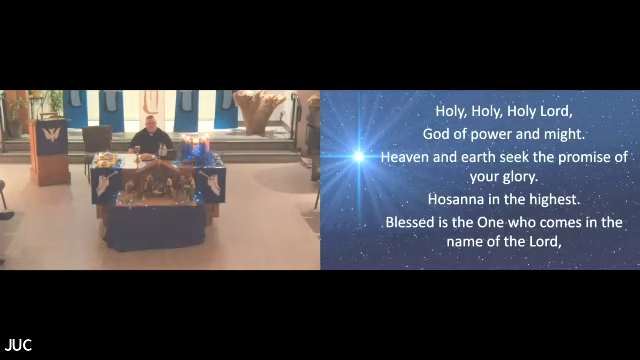 Holy, Holy, Holy Lord,
God of power and might.
Heaven and earth seek the promise of
your glory.
Hosanna in the highest.
Blessed is the One who comes in the
name of the Lord,
JUC